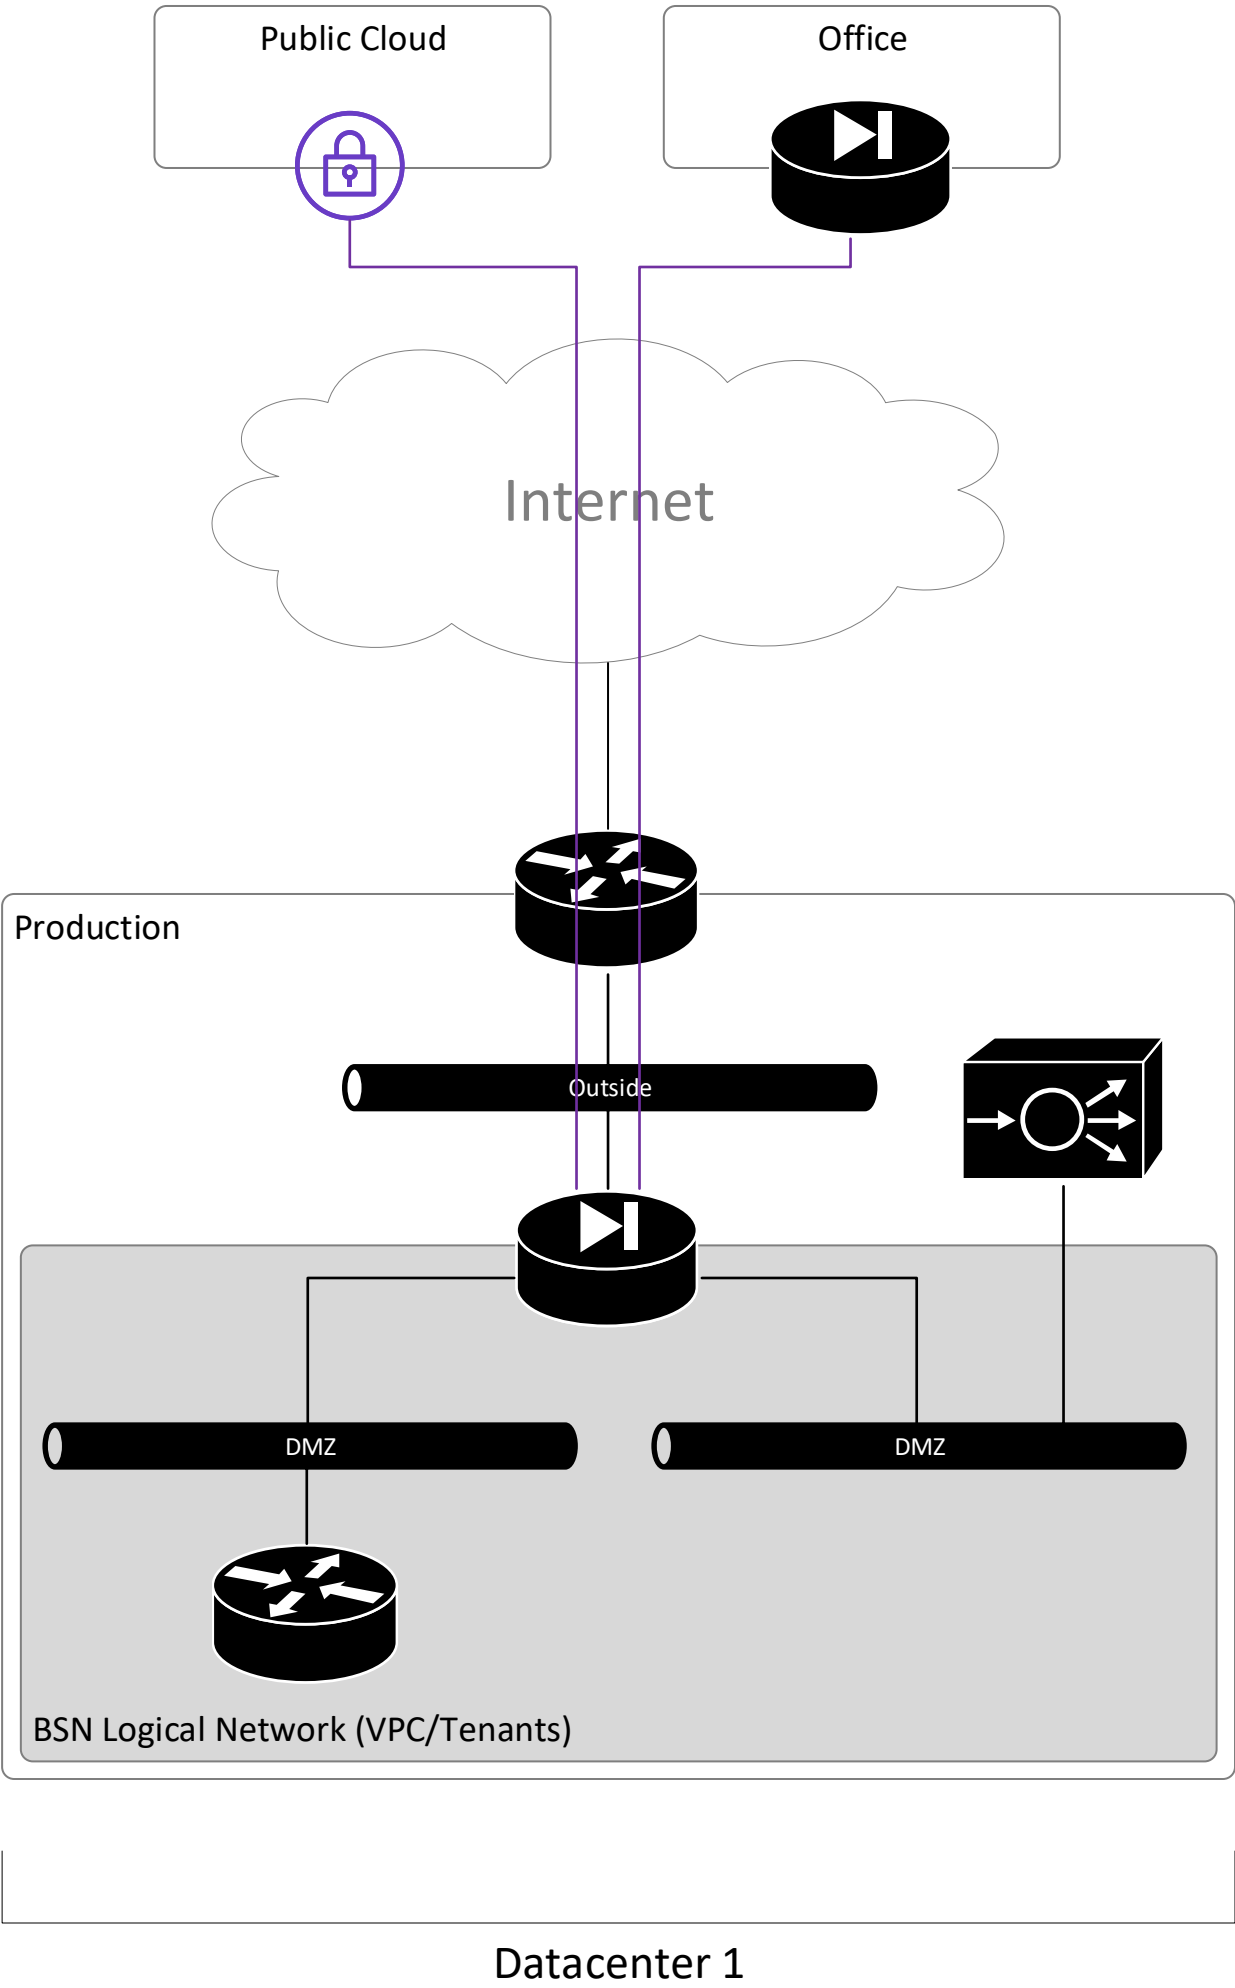 Public Cloud
Office
Internet
Production
Outside
DMZ
DMZ
BSN Logical Network (VPC/Tenants)
Datacenter 1